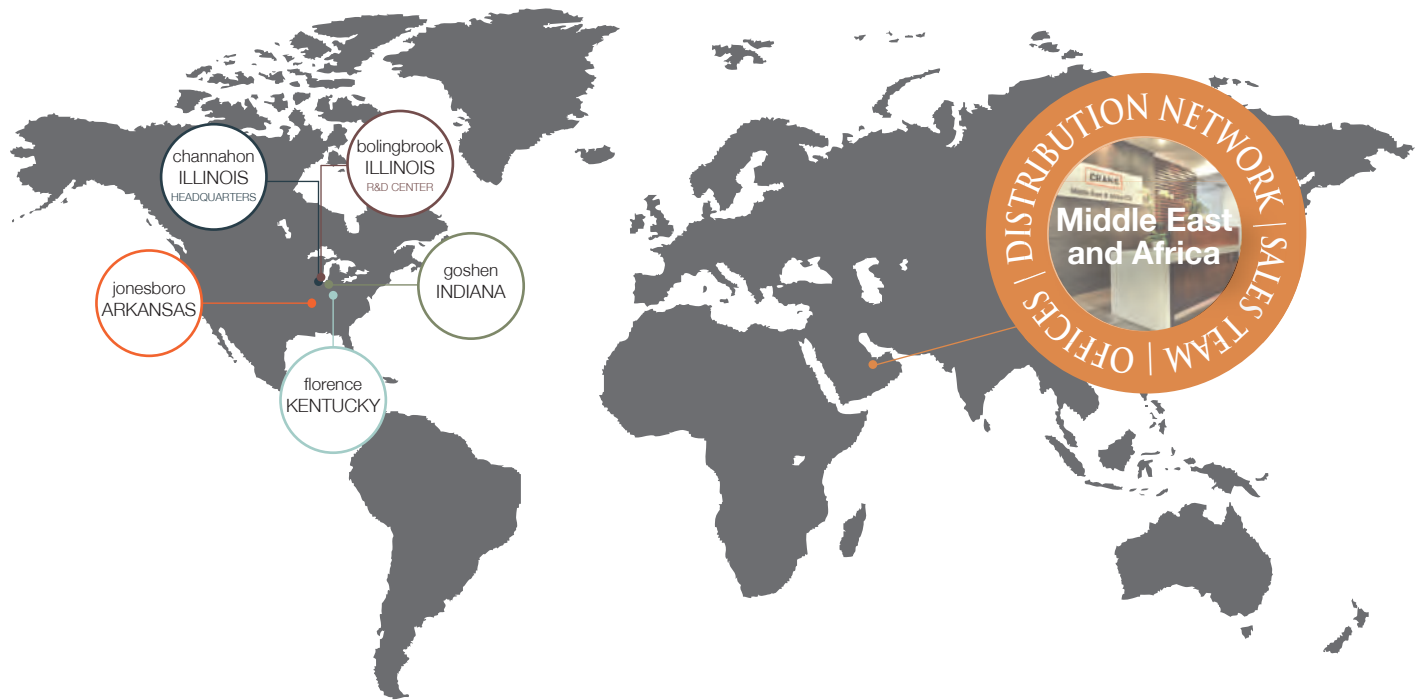 channahon
ILLINOIS
HEADQUARTERS
bolingbrook
ILLINOIS
R&D CENTER
jonesboro
ARKANSAS
goshen
INDIANA
florence
KENTUCKY
OFFICES | DISTRIBUTION NETWORK | SALES TEAM |
CRANE
Middle East
and Africa